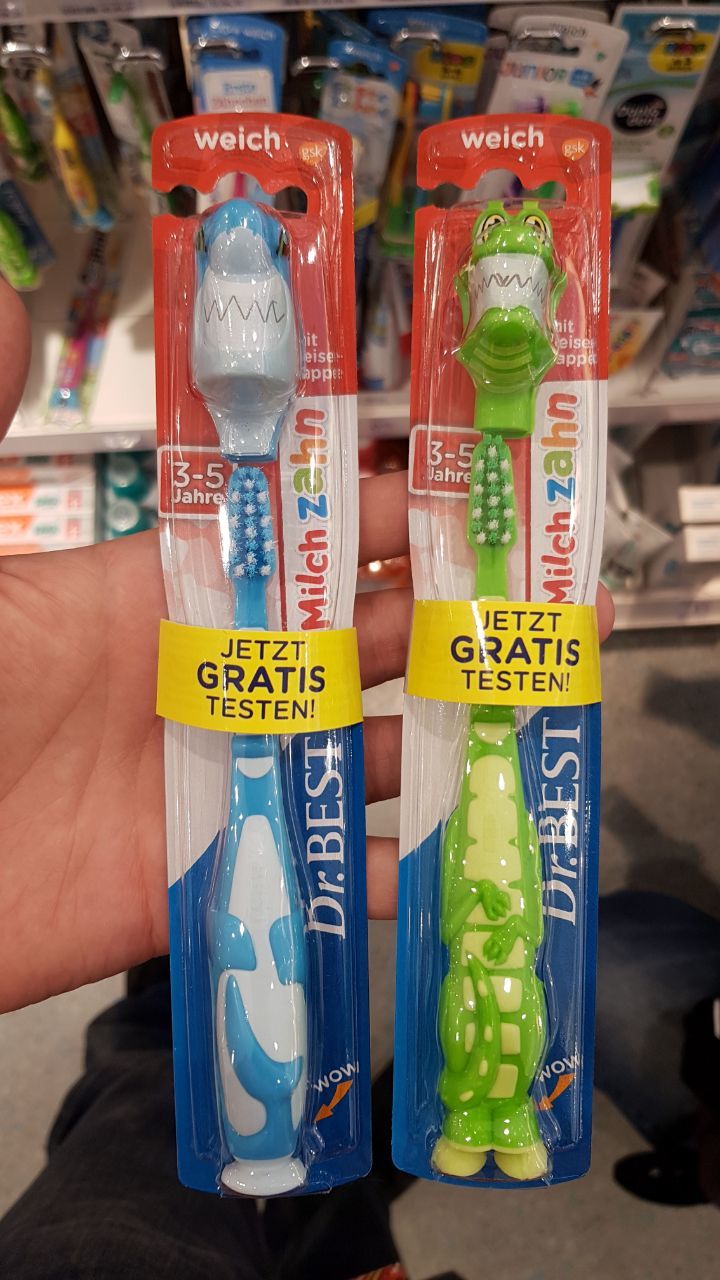 weich
gsk
3-5
Jahre
Milch zahn
JETZT
GRATIS
TESTEN!
Dr.BEST
WOW
weich
gsk
3-5
Jahre
Milch zahn
JETZT
GRATIS
TESTEN!
Dr.BEST
WOW